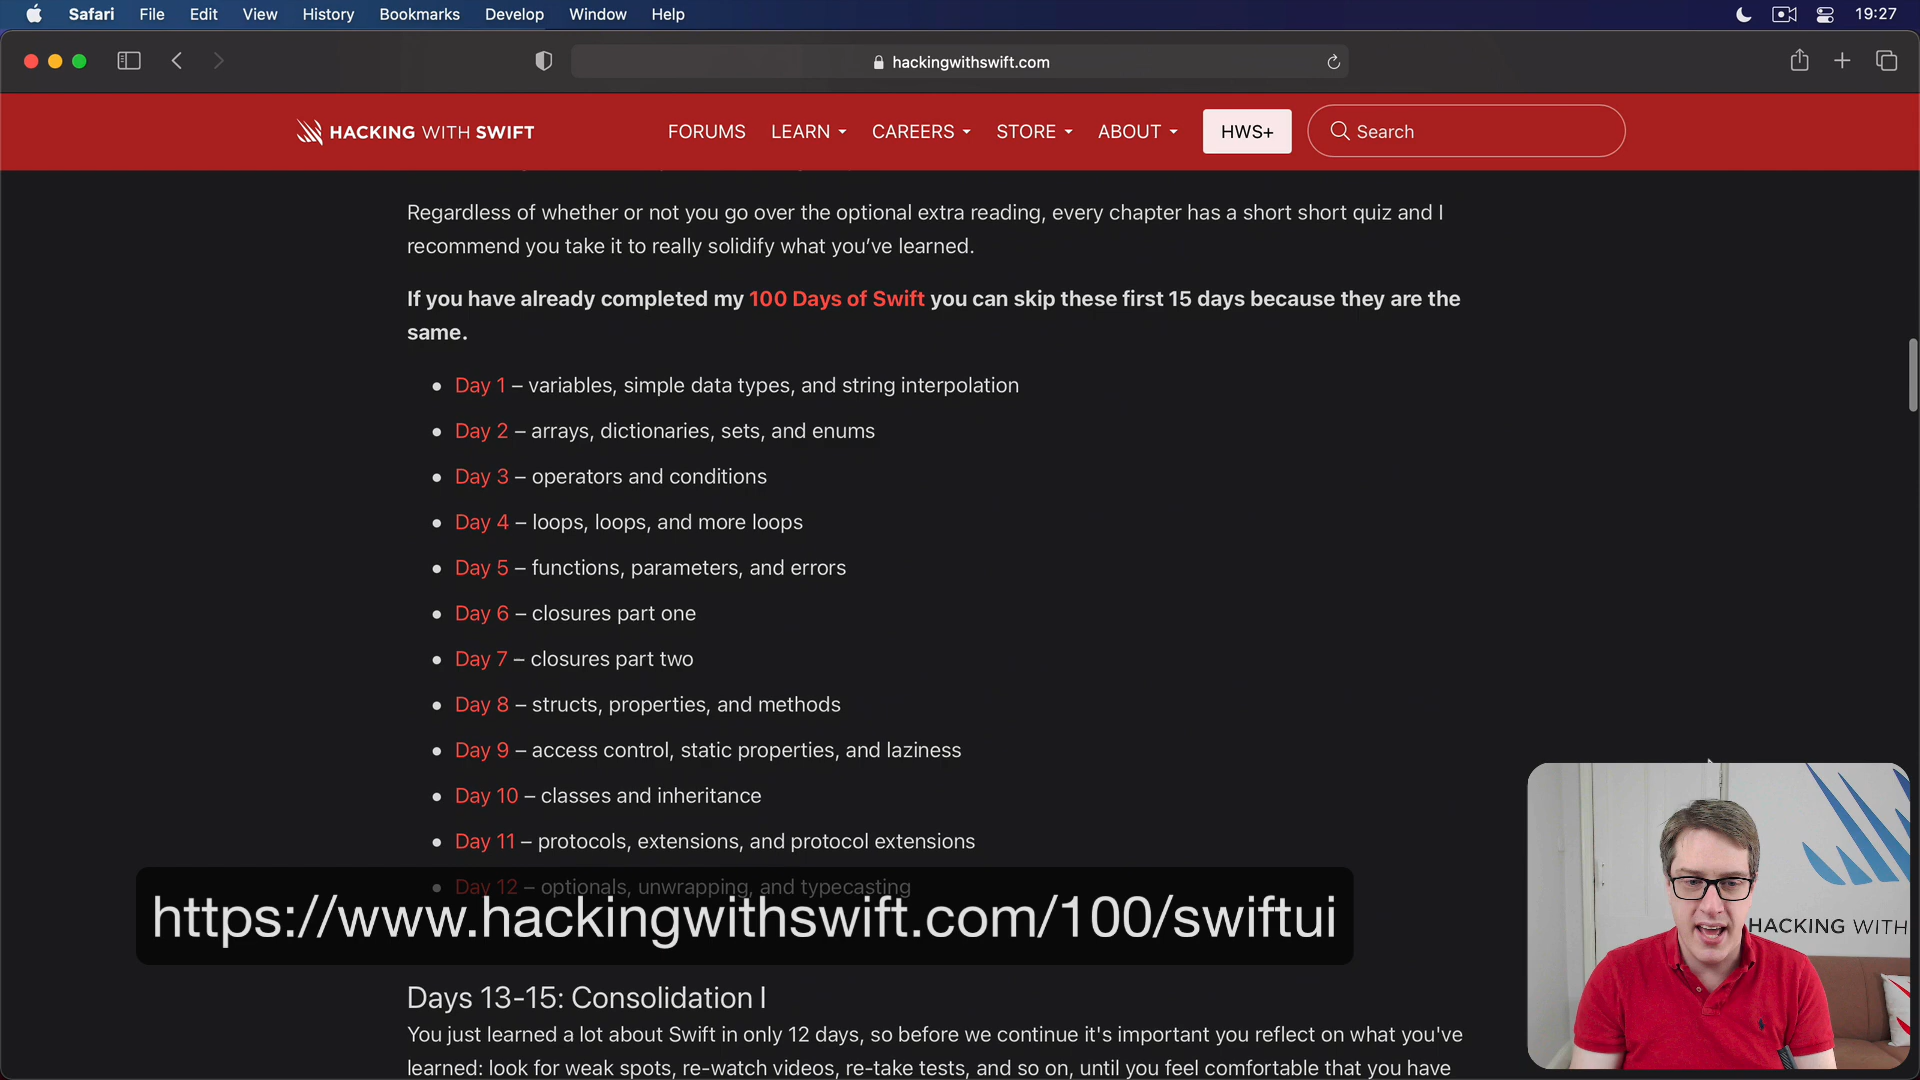 Safari File Edit View History Bookmarks Develop Window Help 19:27
hackingwithswift.com
HACKING WITH SWIFT FORUMS LEARN CAREERS STORE ABOUT HWS+ Search
Regardless of whether or not you go over the optional extra reading, every chapter has a short short quiz and I
recommend you take it to really solidify what you’ve learned.
If you have already completed my 100 Days of Swift you can skip these first 15 days because they are the
same.
• Day 1 – variables, simple data types, and string interpolation
• Day 2 – arrays, dictionaries, sets, and enums
• Day 3 – operators and conditions
• Day 4 – loops, loops, and more loops
• Day 5 – functions, parameters, and errors
• Day 6 – closures part one
• Day 7 – closures part two
• Day 8 – structs, properties, and methods
• Day 9 – access control, static properties, and laziness
• Day 10 – classes and inheritance
• Day 11 – protocols, extensions, and protocol extensions
• Day 12 – optionals, unwrapping, and typecasting
https://www.hackingwithswift.com/100/swiftui
HACKING WITH
Days 13-15: Consolidation I
You just learned a lot about Swift in only 12 days, so before we continue it's important you reflect on what you've
learned: look for weak spots, re-watch videos, re-take tests, and so on, until you feel comfortable that you have